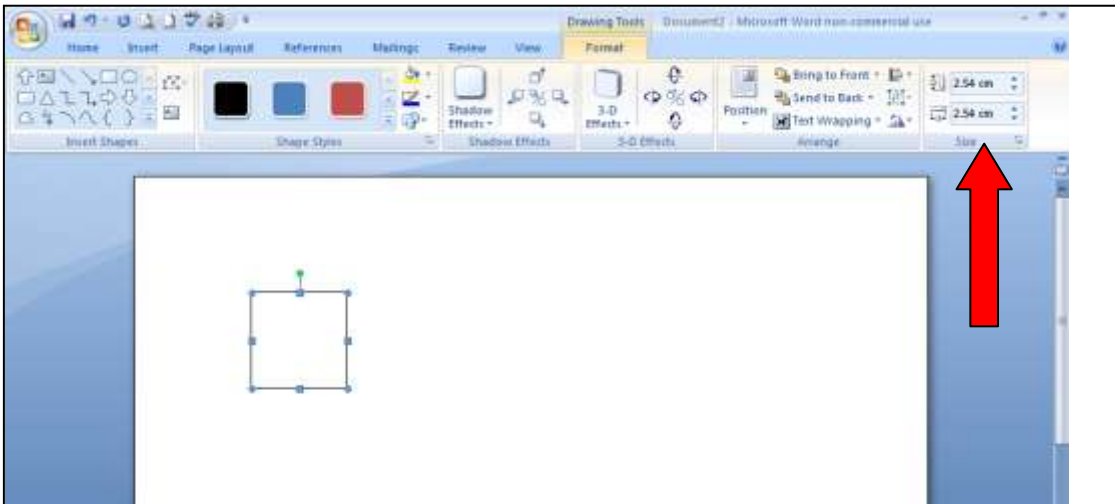 Drawing Tools Document2 - Microsoft Word non-commercial use
Home Insert Page Layout References Mailings Review View Format
Bring to Front 2.54 cm
Shadow Effects 3-D Effects Position Send to Back
Text Wrapping 2.54 cm
Insert Shapes Shape Styles Shadow Effects 3-D Effects Arrange Size